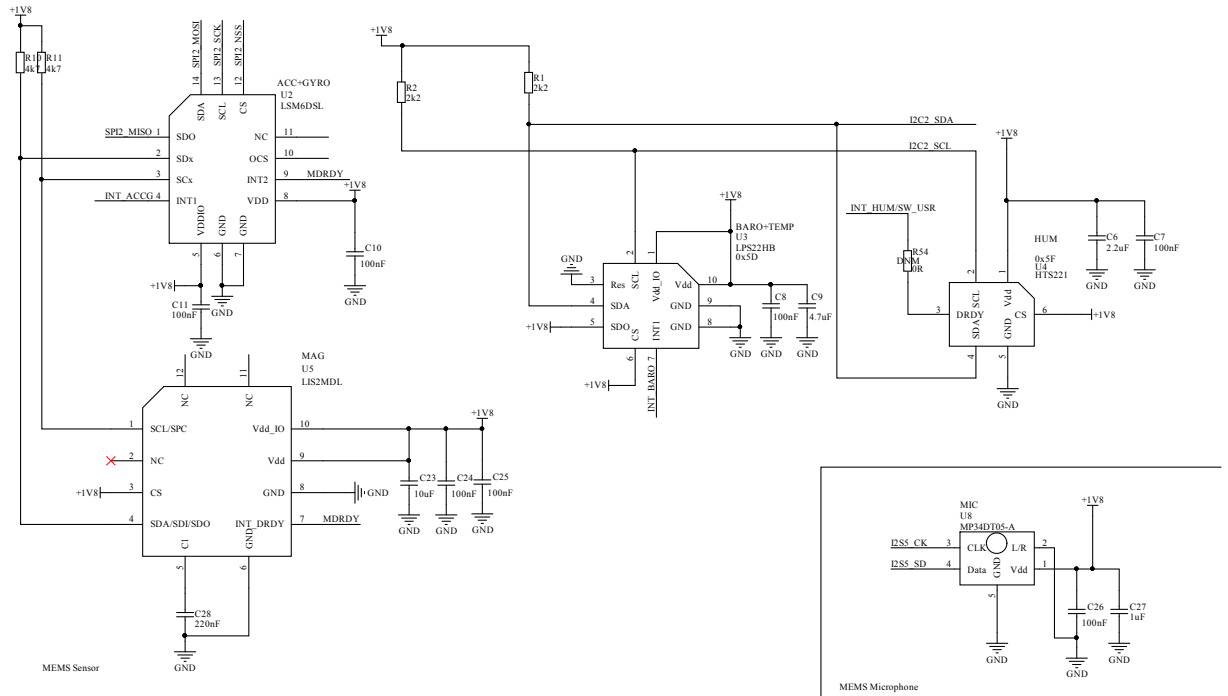 +1V8
R10
4k7
R11
4k7
SPI2_MOSI
SPI2_SCK
SPI2_NSS
14
13
12
ACC+GYRO
U2
LSM6DSL
SDA
SCL
CS
SPI2_MISO 1
SDO
NC
11
2
SDx
OCS
10
3
SCx
INT2
9
MDRDY
INT_ACCG 4
INT1
VDD
8
+1V8
VDDIO
GND
GND
5
6
7
C10
100nF
GND
+1V8
C11
100nF
GND
GND
MAG
U5
LIS2MDL
12
11
NC
NC
1
SCL/SPC
Vdd_IO
10
+1V8
2
NC
Vdd
9
+1V8
3
CS
GND
8
GND
4
SDA/SDI/SDO
INT_DRDY
7
MDRDY
C1
GND
5
6
C23
10uF
C24
100nF
C25
100nF
GND
GND
GND
C28
220nF
GND
MEMS Sensor
+1V8
R2
2k2
R1
2k2
I2C2_SDA
I2C2_SCL
+1V8
BARO+TEMP
U3
LPS22HB
0x5D
2
1
GND
3
Res
SCL
Vdd_IO
Vdd
10
4
SDA
GND
9
+1V8
5
SDO
GND
8
CS
INT1
6
7
+1V8
INT_BARO
C8
100nF
C9
4.7uF
GND
GND
GND
+1V8
INT_HUM/SW_USR
R54
DNM
0R
C6
2.2uF
C7
100nF
GND
GND
HUM
0x5F
U4
HTS221
2
1
SCL
Vdd
3
DRDY
CS
6
+1V8
SDA
GND
4
5
GND
MIC
U8
MP34DT05-A
+1V8
I2S5_CK
3
CLK
L/R
2
I2S5_SD
4
Data
GND
Vdd
1
5
C26
100nF
C27
1uF
GND
GND
GND
MEMS Microphone